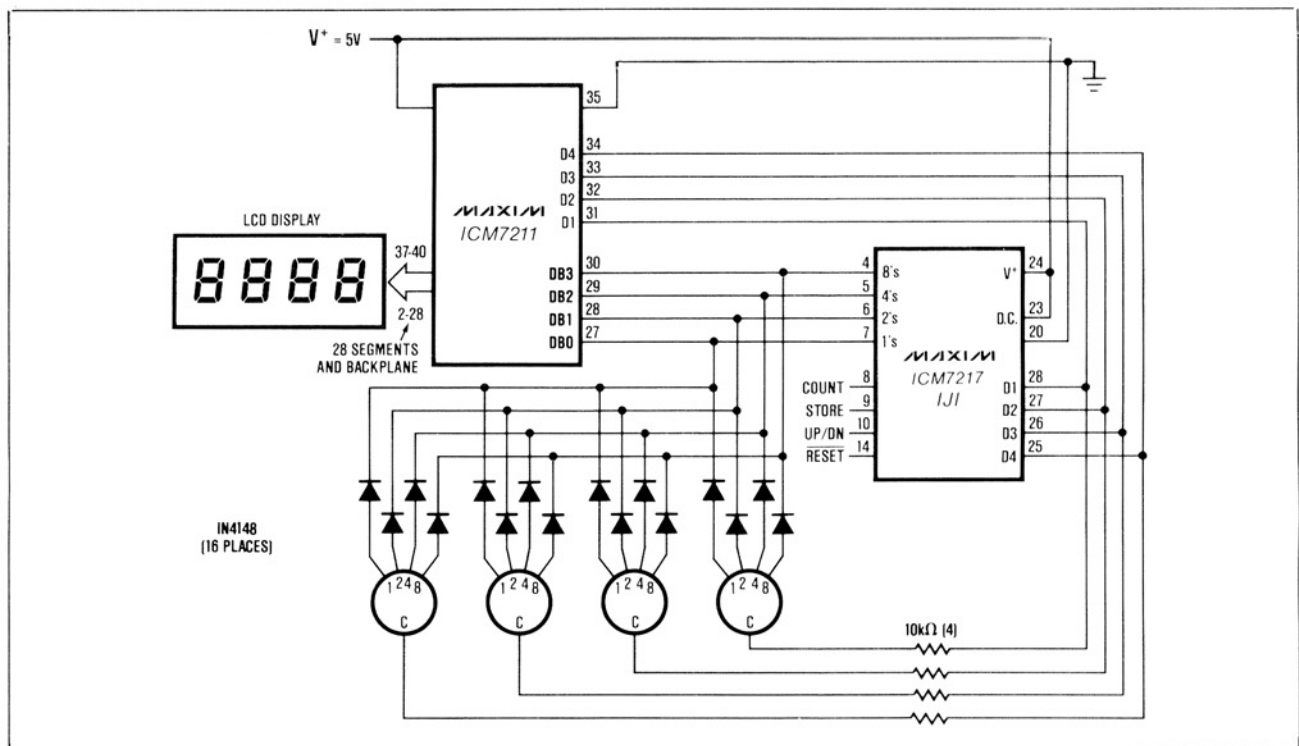 V+ = 5V
35
34
D4
33
D3
32
D2
31
D1
MAXIM
ICM7211
LCD DISPLAY
8888
37-40
2-28
28 SEGMENTS
AND BACKPLANE
30
DB3
29
DB2
28
DB1
27
DB0
4
8's
5
4's
6
2's
7
1's
V+
24
D.C.
23
20
MAXIM
ICM7217
IJI
COUNT
8
STORE
9
UP/DN
10
RESET
14
D1
28
D2
27
D3
26
D4
25
IN4148
(16 PLACES)
1 2 4 8
C
1 2 4 8
C
1 2 4 8
C
1 2 4 8
C
10kΩ (4)